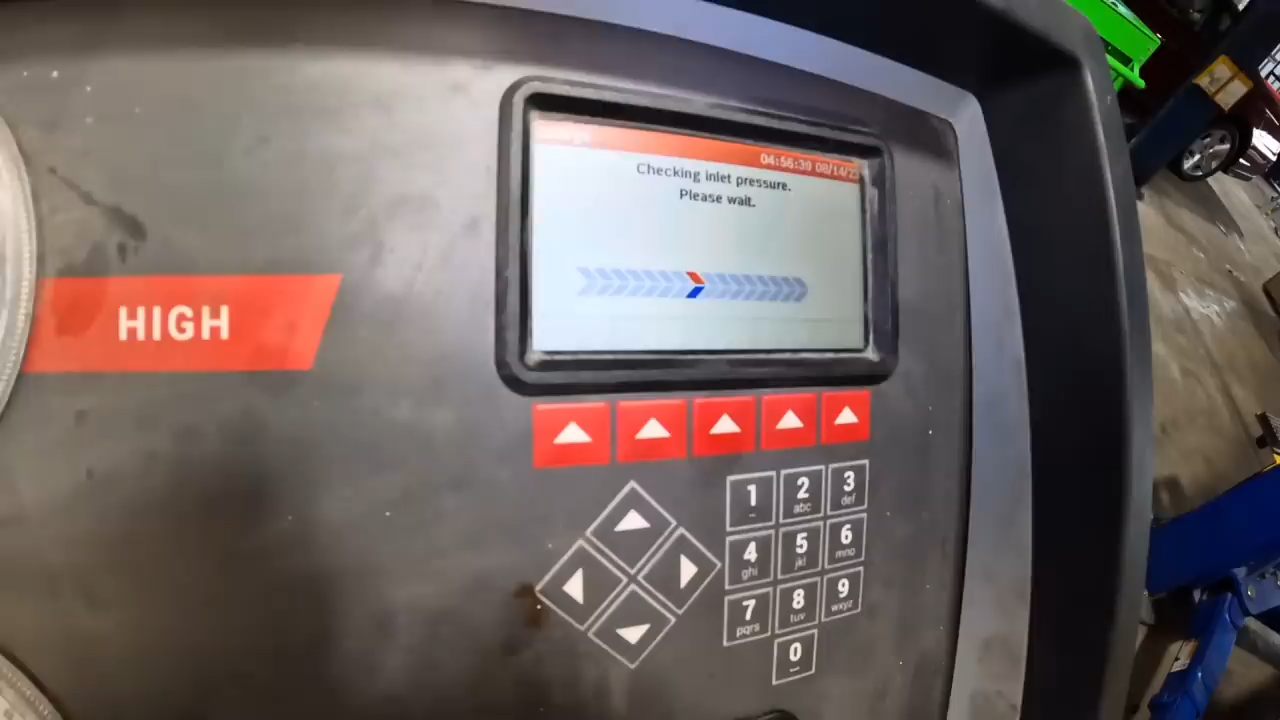 04:56:39 08/14/23
Checking inlet pressure.
Please wait.
HIGH
1
2
abc
3
def
4
ghi
5
jkl
6
mno
7
pqrs
8
tuv
9
wxyz
0